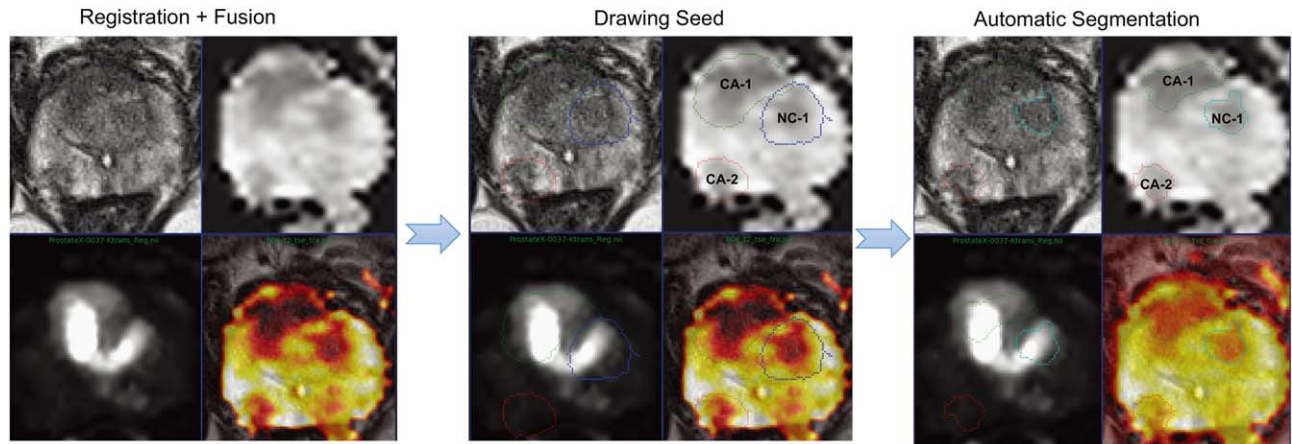 Registration + Fusion
Drawing Seed
Automatic Segmentation
CA-1
NC-1
CA-2
CA-1
NC-1
CA-2
ProstateX-0037-Ktrans_Reg.nii
ProstateX-0037-Ktrans_Reg.nii
ProstateX-0037-Ktrans_Reg.nii